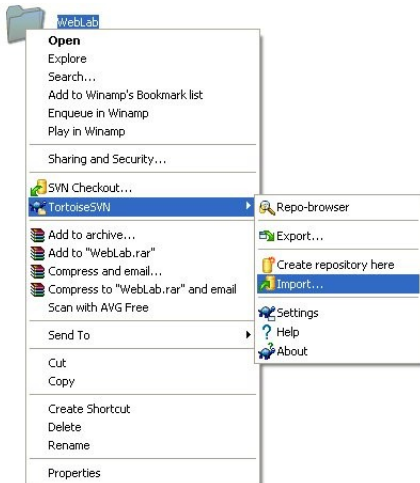 WebLab
Open
Explore
Search...
Add to Winamp's Bookmark list
Enqueue in Winamp
Play in Winamp
Sharing and Security...
SVN Checkout...
TortoiseSVN
Add to archive...
Add to "WebLab.rar"
Compress and email...
Compress to "WebLab.rar" and email
Scan with AVG Free
Send To
Cut
Copy
Create Shortcut
Delete
Rename
Properties
Repo-browser
Export...
Create repository here
Import...
Settings
Help
About